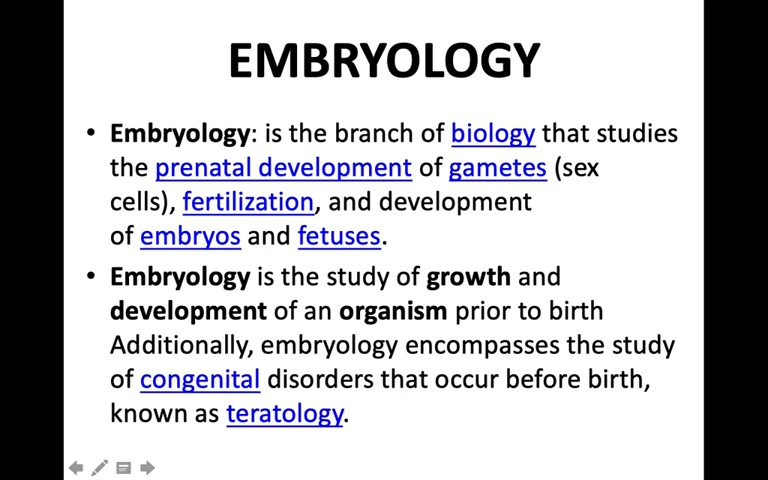 EMBRYOLOGY
• Embryology: is the branch of biology that studies
the prenatal development of gametes (sex
cells), fertilization, and development
of embryos and fetuses.
• Embryology is the study of growth and
development of an organism prior to birth
Additionally, embryology encompasses the study
of congenital disorders that occur before birth,
known as teratology.